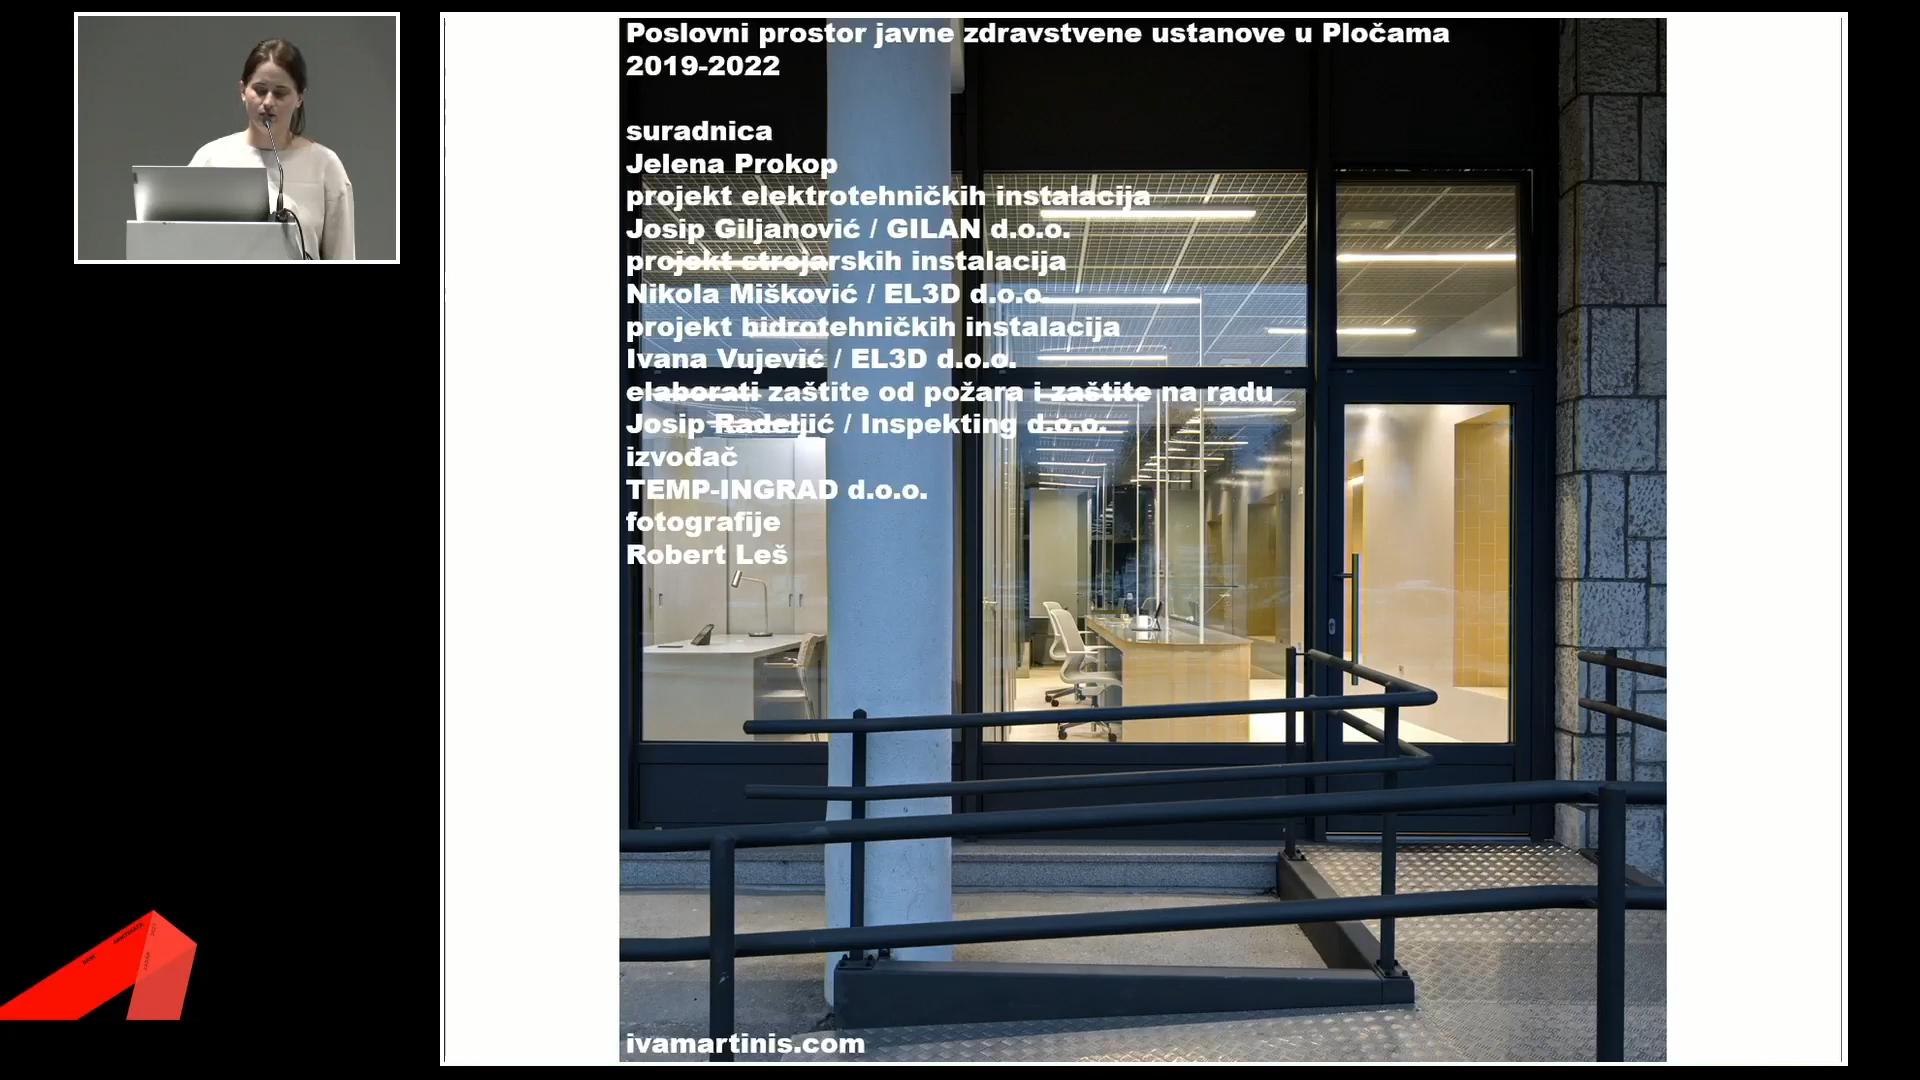 Poslovni prostor javne zdravstvene ustanove u Pločama
2019-2022
suradnica
Jelena Prokop
projekt elektrotehničkih instalacija
Josip Giljanović / GILAN d.o.o.
projekt strojarskih instalacija
Nikola Mišković / EL3D d.o.o.
projekt hidrotehničkih instalacija
Ivana Vujević / EL3D d.o.o.
elaborati zaštite od požara i zaštite na radu
Josip Radeljić / Inspekting d.o.o.
izvođač
TEMP-INGRAD d.o.o.
fotografije
Robert Leš
ivamartinis.com